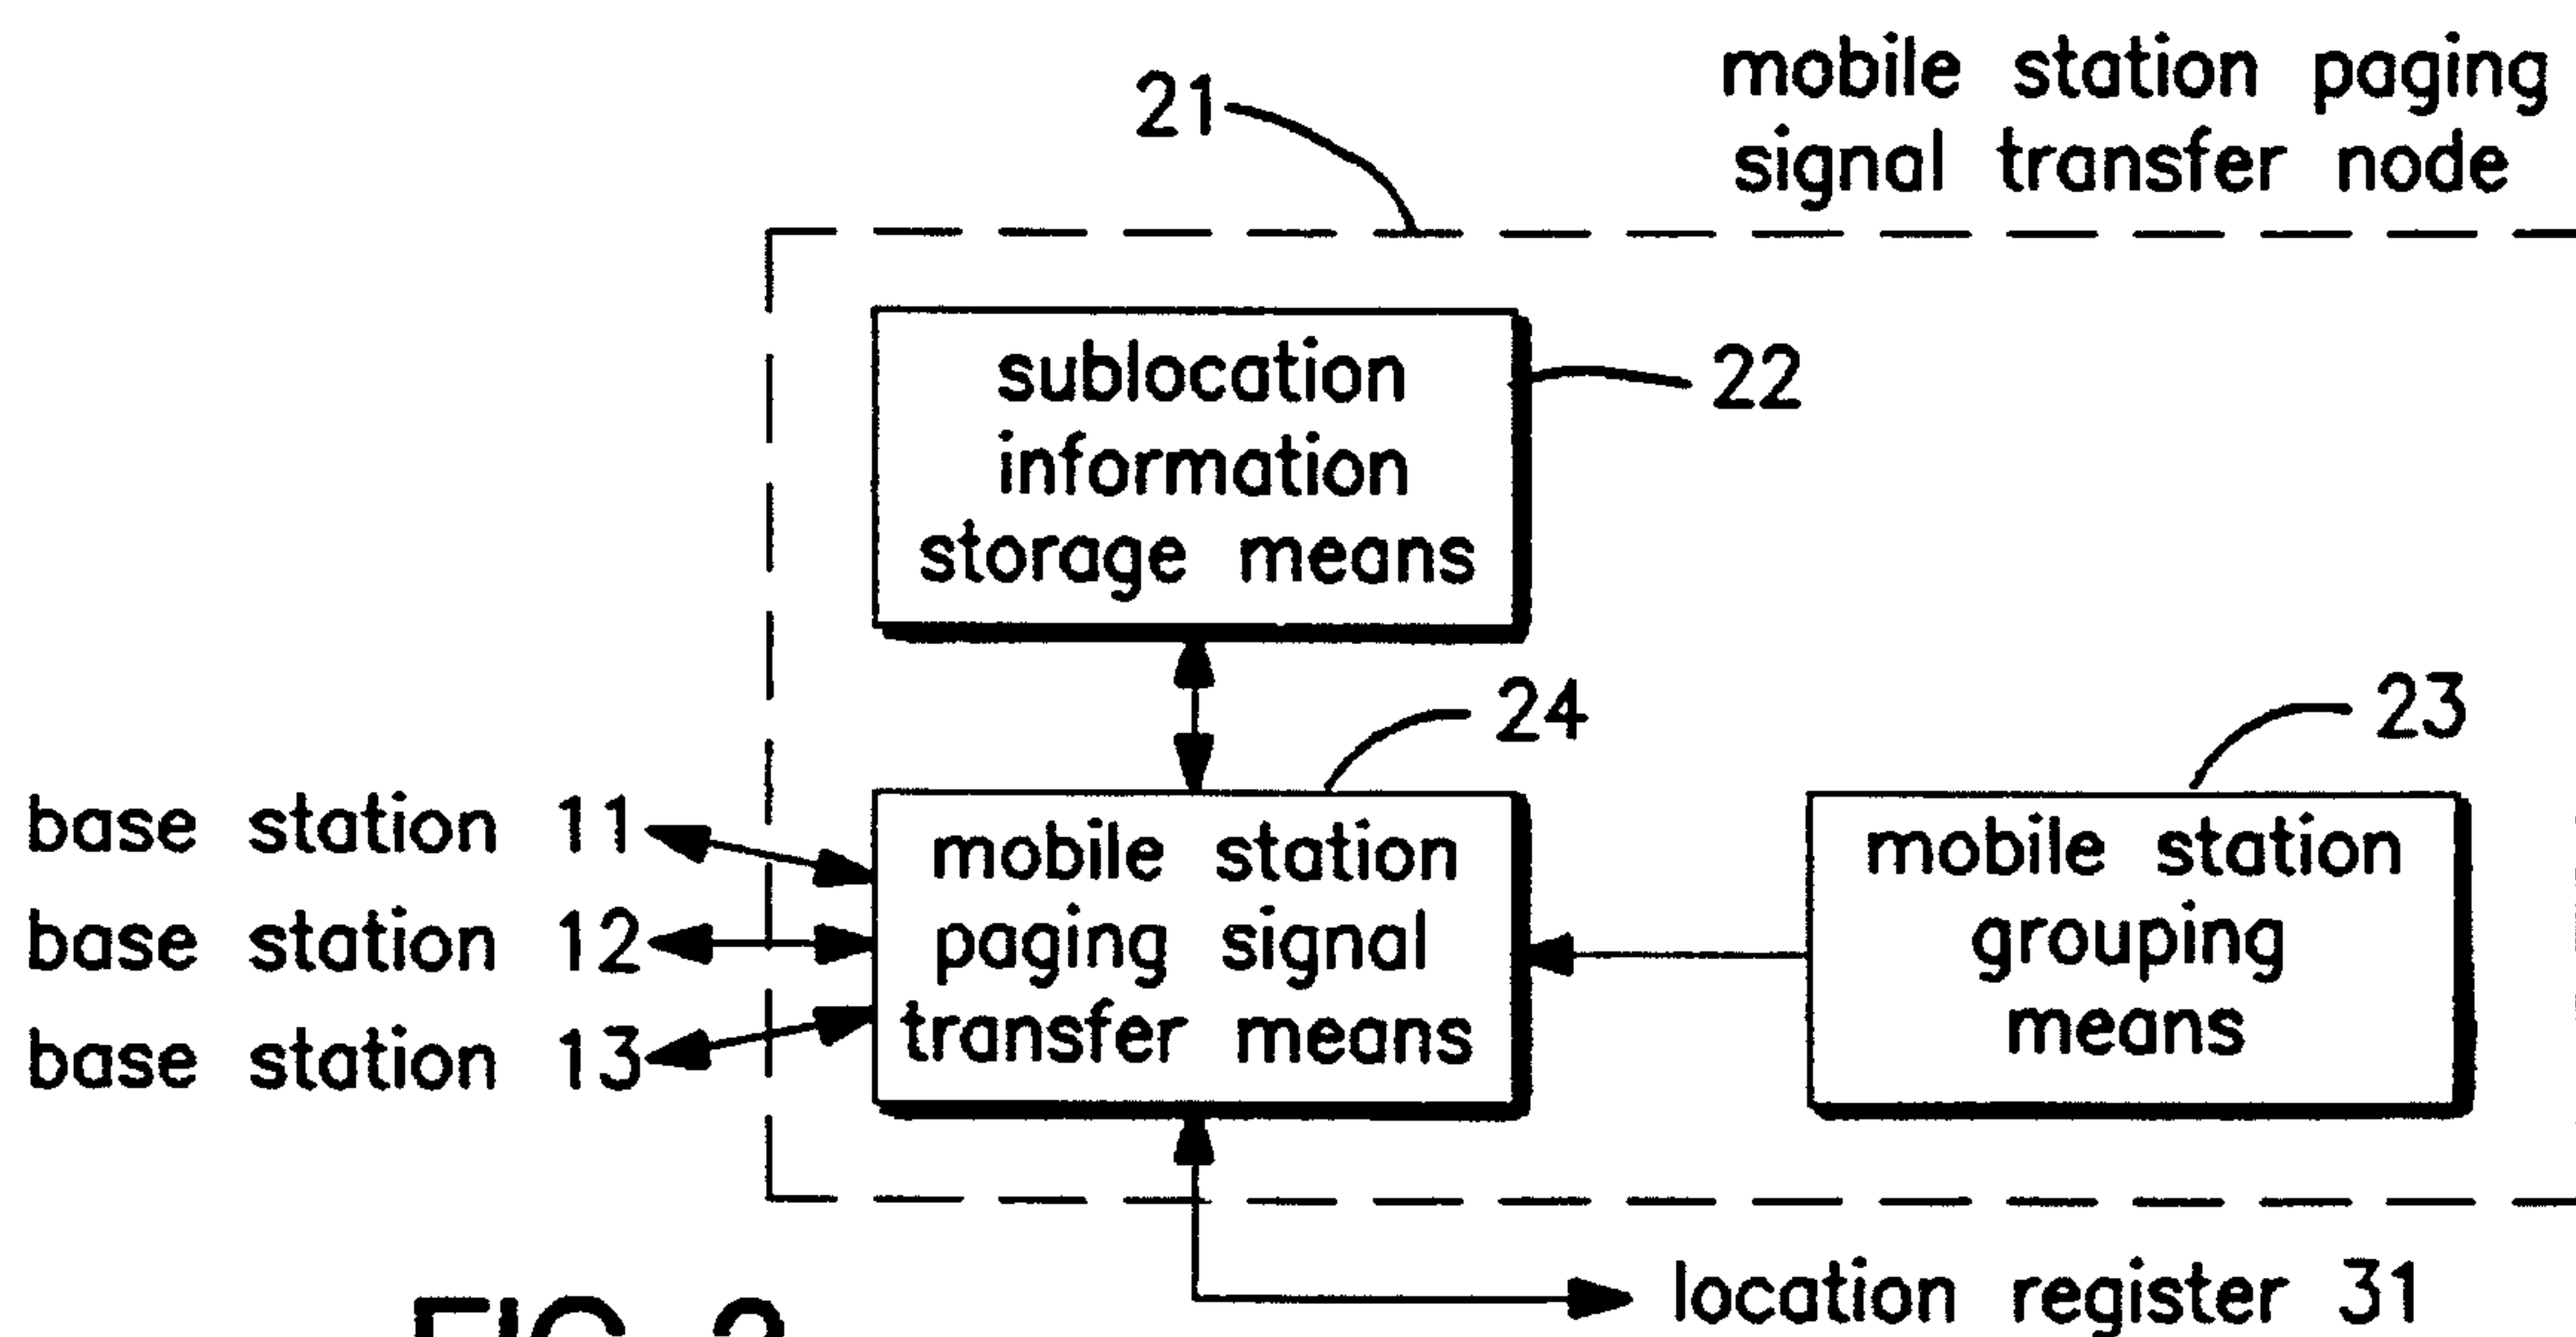 mobile station paging
signal transfer node
21
sublocation
information
storage means
22
24
23
base station 11
base station 12
base station 13
mobile station
paging signal
transfer means
mobile station
grouping
means
location register 31